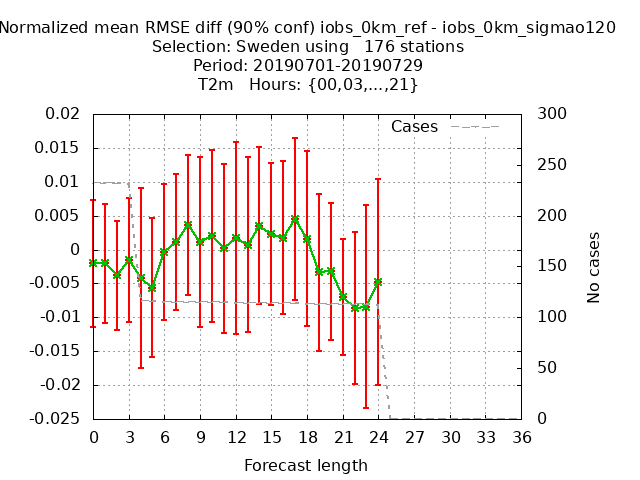 Normalized mean RMSE diff (90% conf) iobs_0km_ref - iobs_0km_sigmao120
Selection: Sweden using   176 stations
Period: 20190701-20190729
T2m   Hours: {00,03,...,21}
Cases
0.02
0.015
0.01
0.005
0
-0.005
-0.01
-0.015
-0.02
-0.025
300
250
200
150
100
50
0
No cases
0 3 6 9 12 15 18 21 24 27 30 33 36
Forecast length